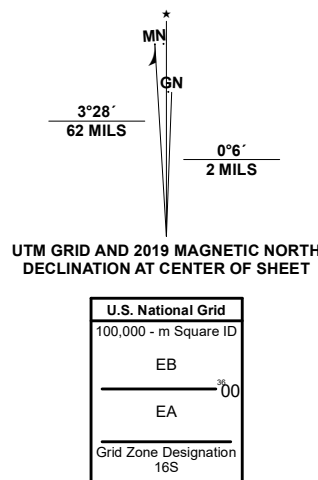 ★
MN
GN
3°28´
62 MILS
0°6´
2 MILS
UTM GRID AND 2019 MAGNETIC NORTH
DECLINATION AT CENTER OF SHEET
U.S. National Grid
100,000 - m Square ID
EB
3600
EA
Grid Zone Designation
16S